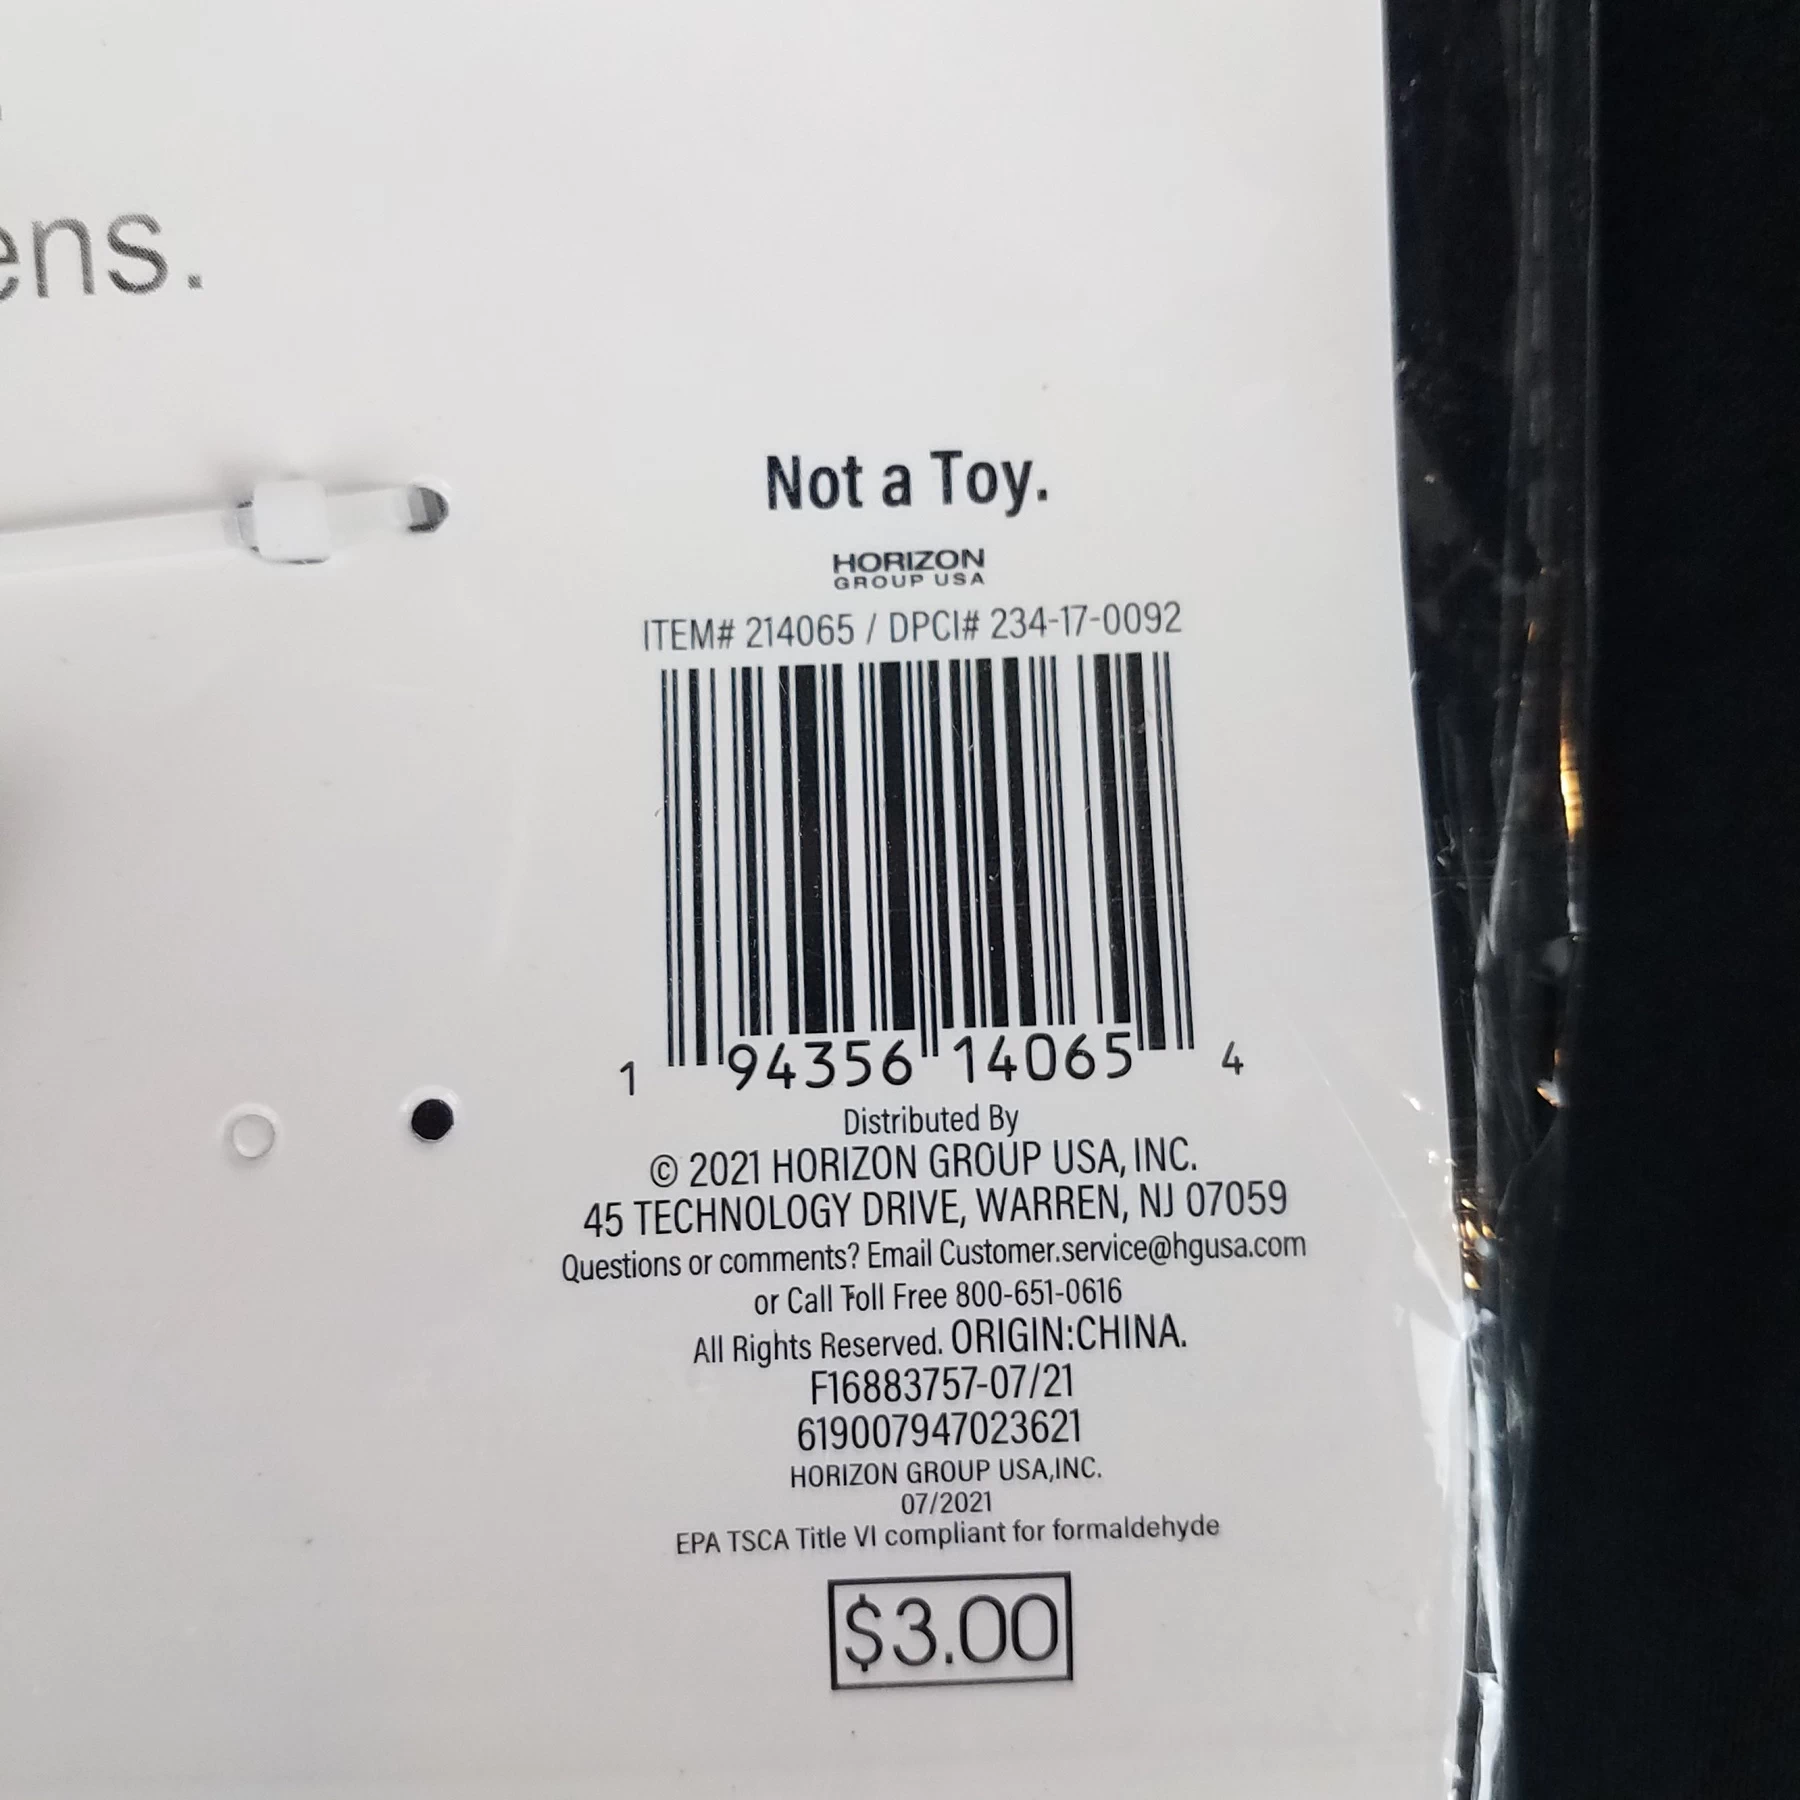 ens.
Not a Toy.
HORIZON
GROUP USA
ITEM# 214065 / DPCI# 234-17-0092
1 94356 14065 4
Distributed By
© 2021 HORIZON GROUP USA, INC.
45 TECHNOLOGY DRIVE, WARREN, NJ 07059
Questions or comments? Email Customer.service@hgusa.com
or Call Toll Free 800-651-0616
All Rights Reserved. ORIGIN:CHINA.
F16883757-07/21
619007947023621
HORIZON GROUP USA,INC.
07/2021
EPA TSCA Title VI compliant for formaldehyde
$3.00